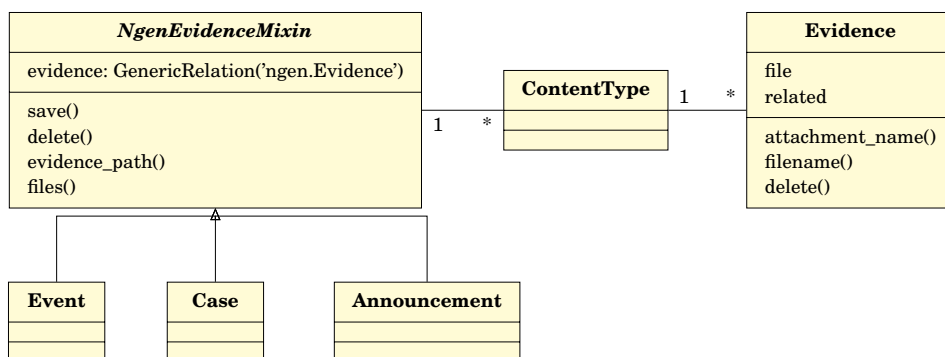 NgenEvidenceMixin
evidence: GenericRelation('ngen.Evidence')
save()
delete()
evidence_path()
files()
1
*
ContentType
1
*
Evidence
file
related
attachment_name()
filename()
delete()
Event
Case
Announcement